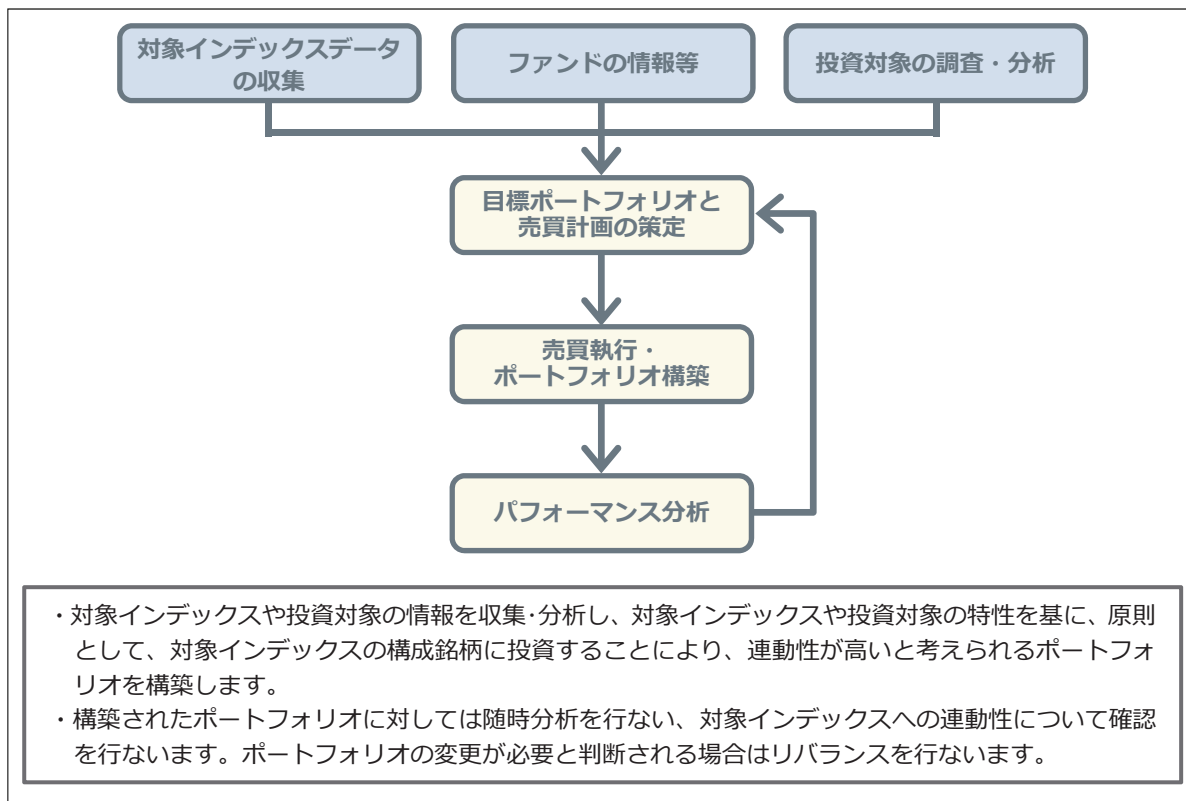 対象インデックスデータ
の収集
ファンドの情報等
投資対象の調査・分析
目標ポートフォリオと
売買計画の策定
売買執行・
ポートフォリオ構築
パフォーマンス分析
・対象インデックスや投資対象の情報を収集・分析し、対象インデックスや投資対象の特性を基に、原則
として、対象インデックスの構成銘柄に投資することにより、連動性が高いと考えられるポートフォ
リオを構築します。
・構築されたポートフォリオに対しては随時分析を行ない、対象インデックスへの連動性について確認
を行ないます。ポートフォリオの変更が必要と判断される場合はリバランスを行ないます。